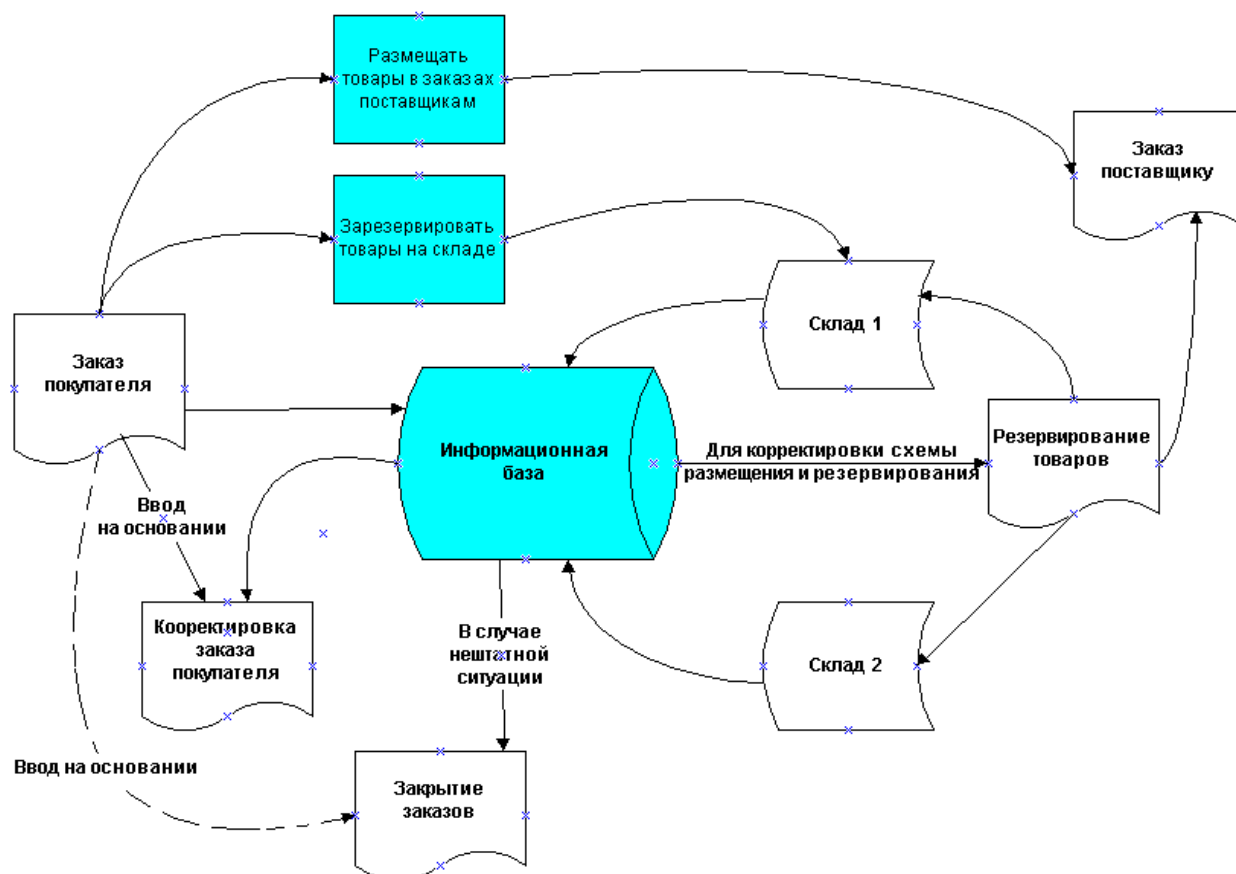 Размещать
товары в заказах
поставщикам
Заказ
поставщику
Зарезервировать
товары на складе
Склад 1
Заказ
покупателя
Резервирование
товаров
Информационная
база
Для корректировки схемы
размещения и резервирования
Ввод
на основании
Кооректировка
заказа
покупателя
В случае
нештатной
ситуации
Склад 2
Ввод на основании
Закрытие
заказов